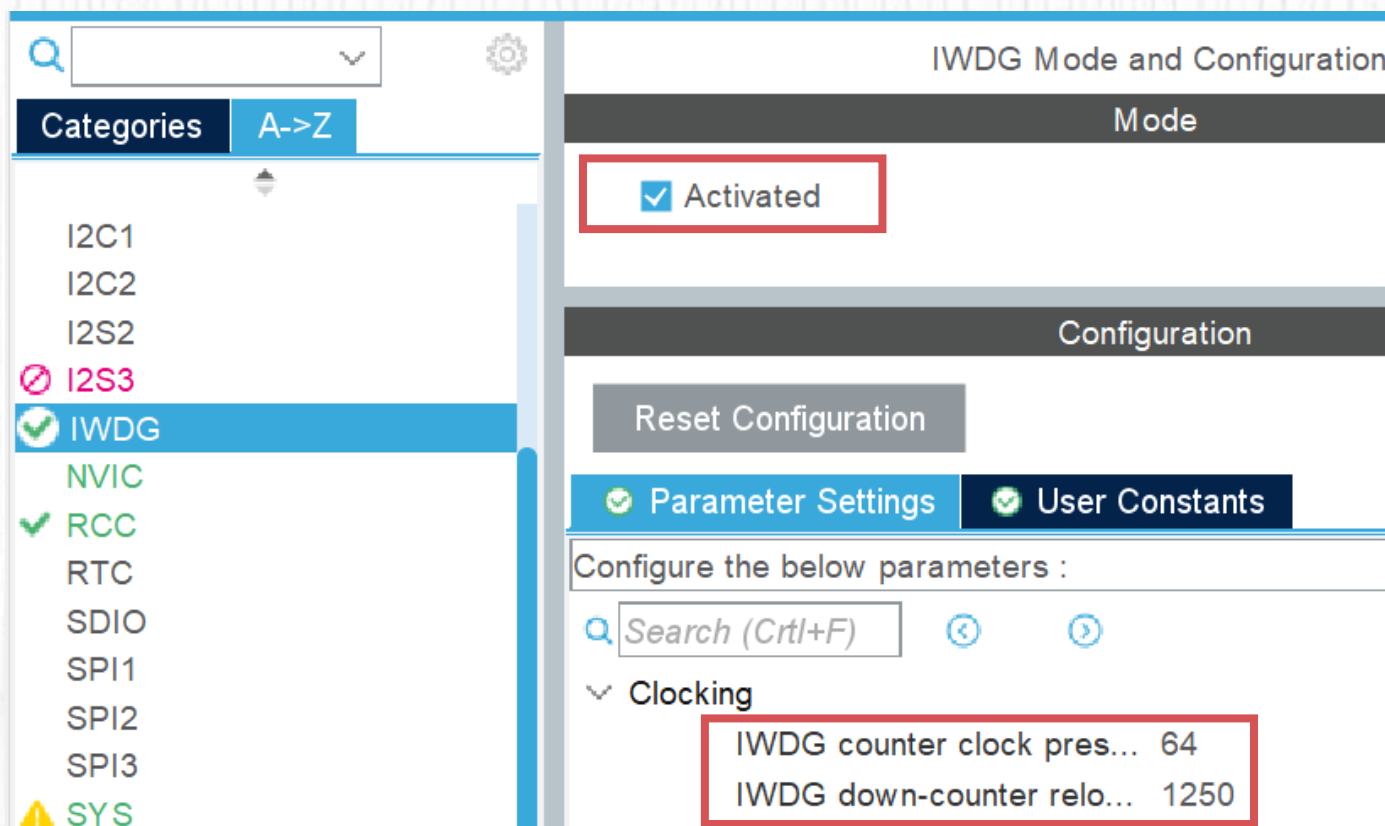 IWDG Mode and Configuration
Categories
A->Z
Mode
Activated
I2C1
I2C2
I2S2
I2S3
IWDG
NVIC
RCC
RTC
SDIO
SPI1
SPI2
SPI3
SYS
Configuration
Reset Configuration
Parameter Settings
User Constants
Configure the below parameters :
Search (Crtl+F)
Clocking
IWDG counter clock pres... 64
IWDG down-counter relo... 1250